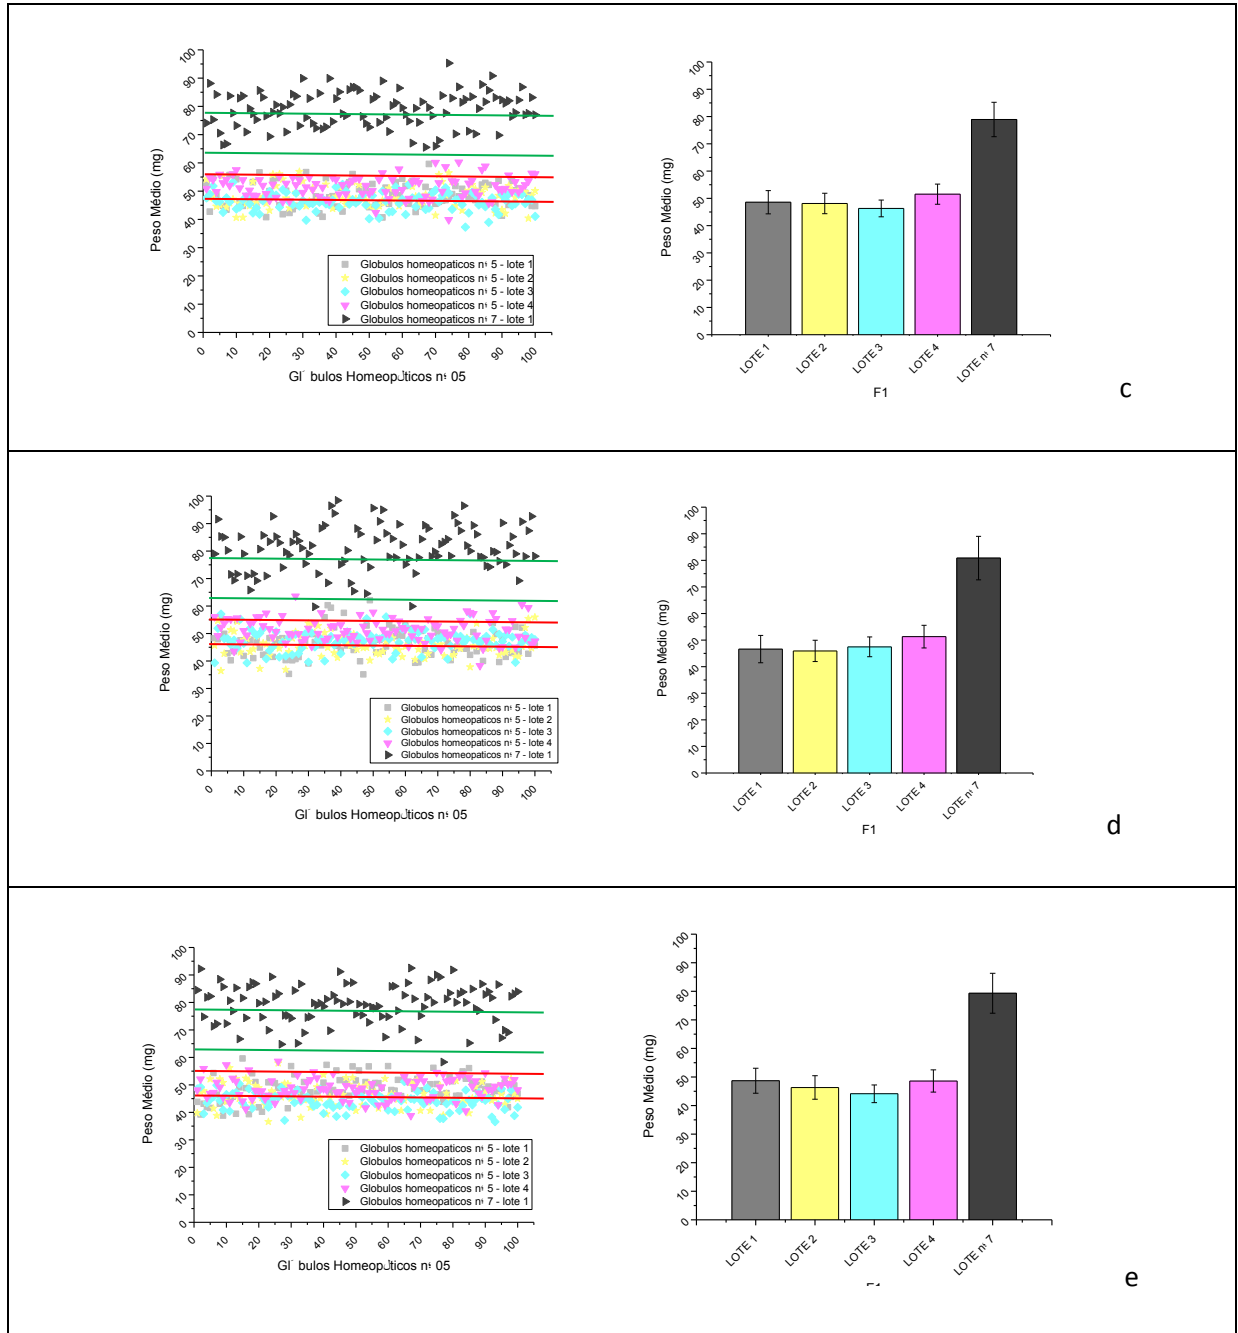 100
90
80
70
60
50
40
30
20
10
0
Peso Médio (mg)
Globulos homeopaticos nº 5 - lote 1
Globulos homeopaticos nº 5 - lote 2
Globulos homeopaticos nº 5 - lote 3
Globulos homeopaticos nº 5 - lote 4
Globulos homeopaticos nº 7 - lote 1
0 10 20 30 40 50 60 70 80 90 100
Gl´ bulos Homeop ticos nº 05
100
90
80
70
60
50
40
30
20
10
0
Peso Médio (mg)
LOTE 1 LOTE 2 LOTE 3 LOTE 4 LOTE nº 7
F1
c
100
90
80
70
60
50
40
30
20
10
0
Peso Médio (mg)
Globulos homeopaticos nº 5 - lote 1
Globulos homeopaticos nº 5 - lote 2
Globulos homeopaticos nº 5 - lote 3
Globulos homeopaticos nº 5 - lote 4
Globulos homeopaticos nº 7 - lote 1
0 10 20 30 40 50 60 70 80 90 100
Gl´ bulos Homeop ticos nº 05
100
90
80
70
60
50
40
30
20
10
0
Peso Médio (mg)
LOTE 1 LOTE 2 LOTE 3 LOTE 4 LOTE nº 7
F1
d
100
90
80
70
60
50
40
30
20
10
0
Peso Médio (mg)
Globulos homeopaticos nº 5 - lote 1
Globulos homeopaticos nº 5 - lote 2
Globulos homeopaticos nº 5 - lote 3
Globulos homeopaticos nº 5 - lote 4
Globulos homeopaticos nº 7 - lote 1
0 10 20 30 40 50 60 70 80 90 100
Gl´ bulos Homeop ticos nº 05
100
90
80
70
60
50
40
30
20
10
0
Peso Médio (mg)
LOTE 1 LOTE 2 LOTE 3 LOTE 4 LOTE nº 7
e